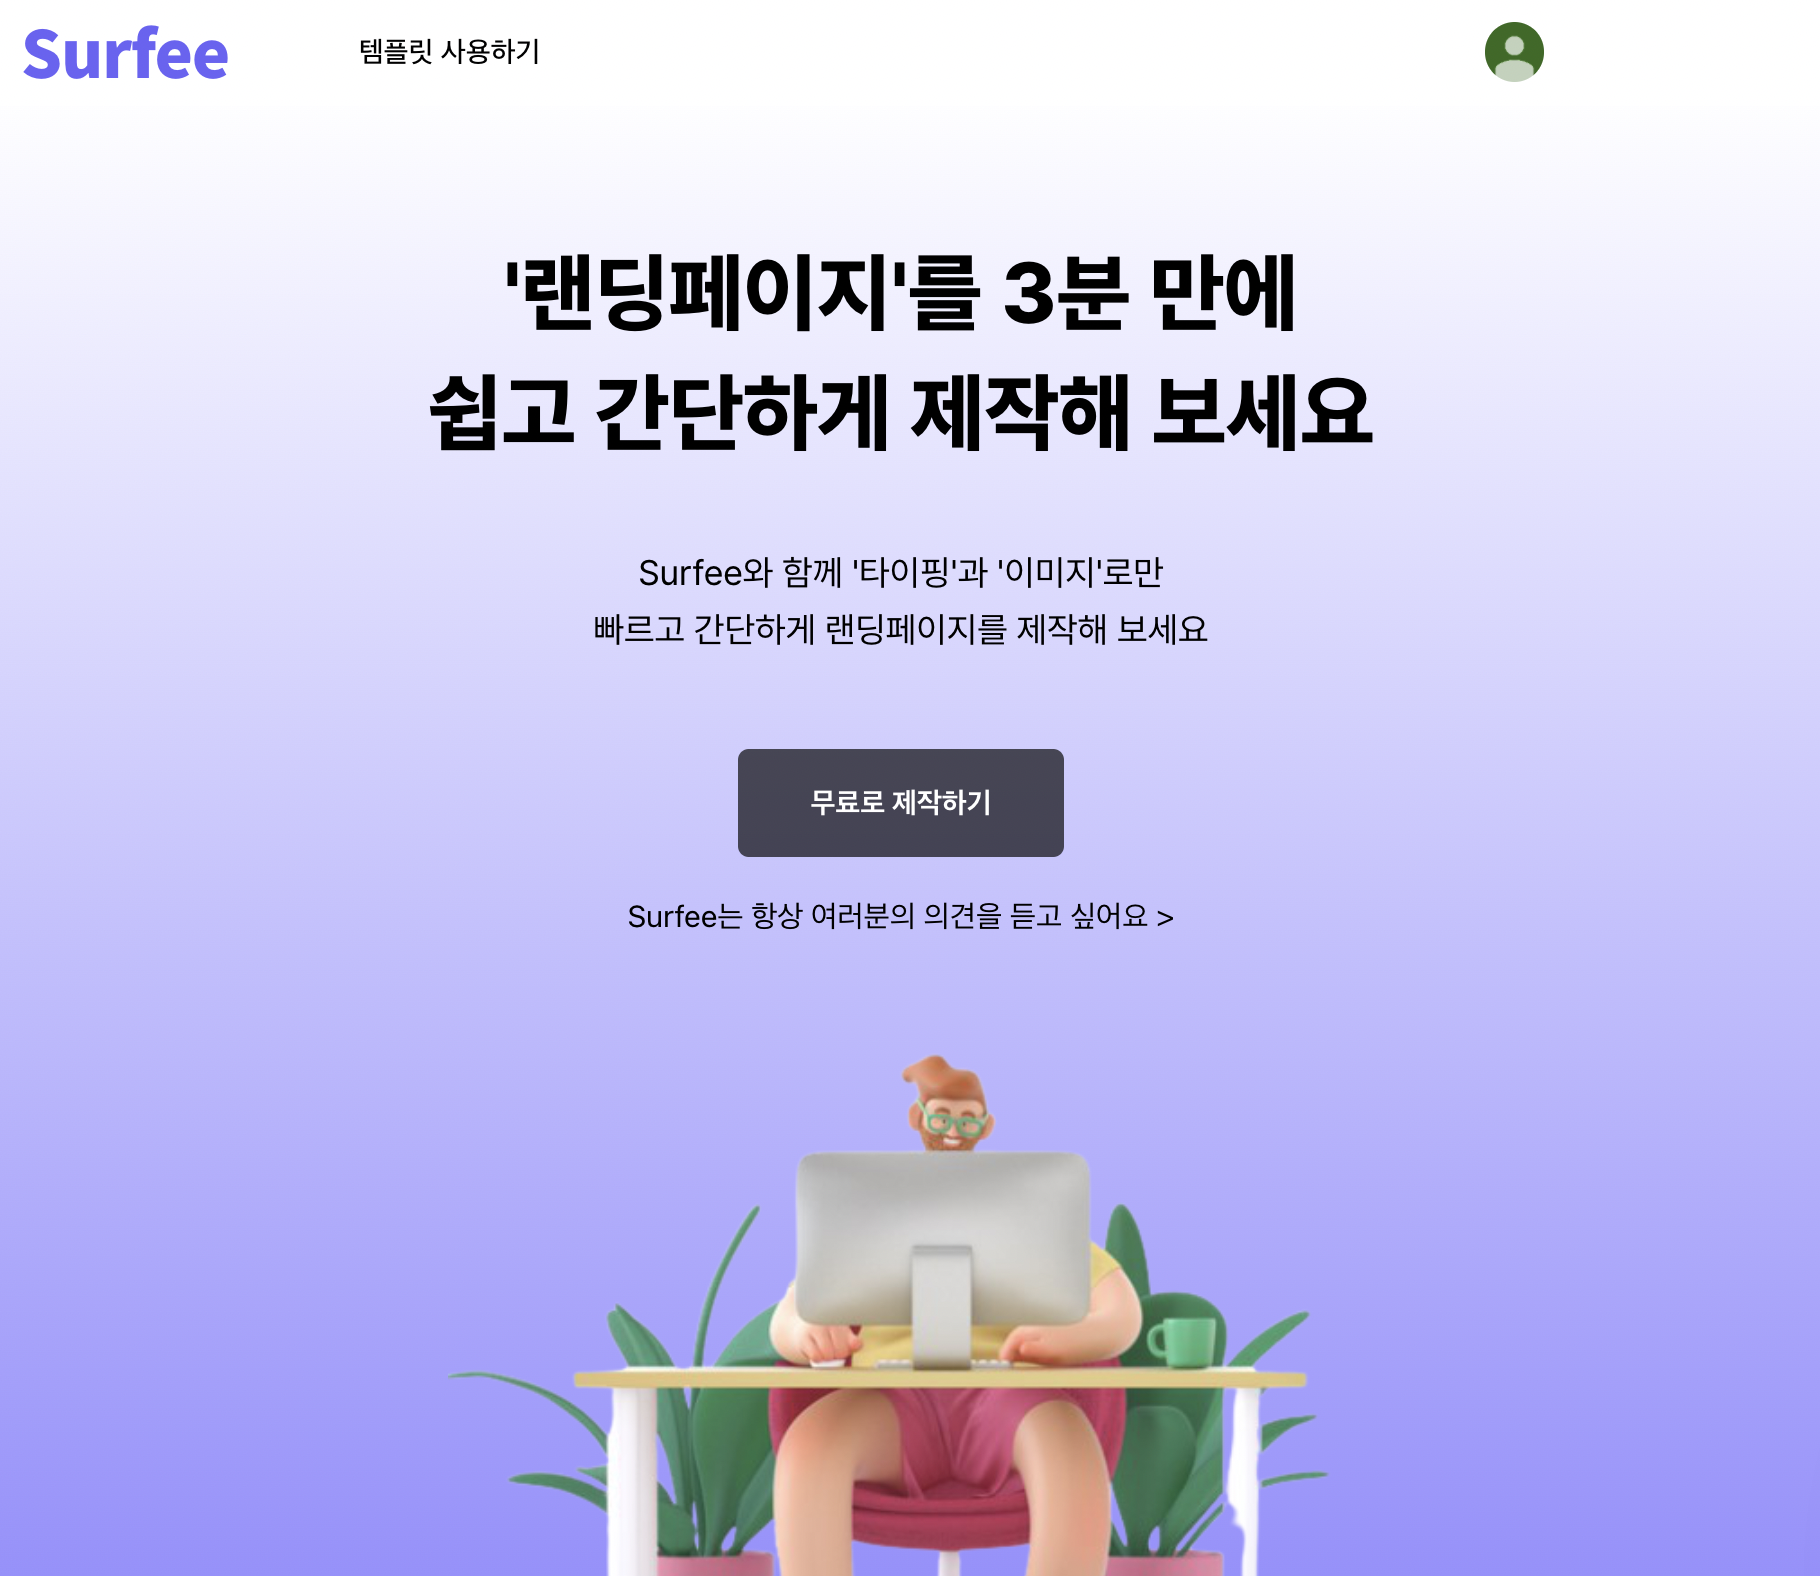 Surfee
템플릿 사용하기
'랜딩페이지'를 3분 만에
쉽고 간단하게 제작해 보세요
Surfee와 함께 '타이핑'과 '이미지'로만
빠르고 간단하게 랜딩페이지를 제작해 보세요
무료로 제작하기
Surfee는 항상 여러분의 의견을 듣고 싶어요 >